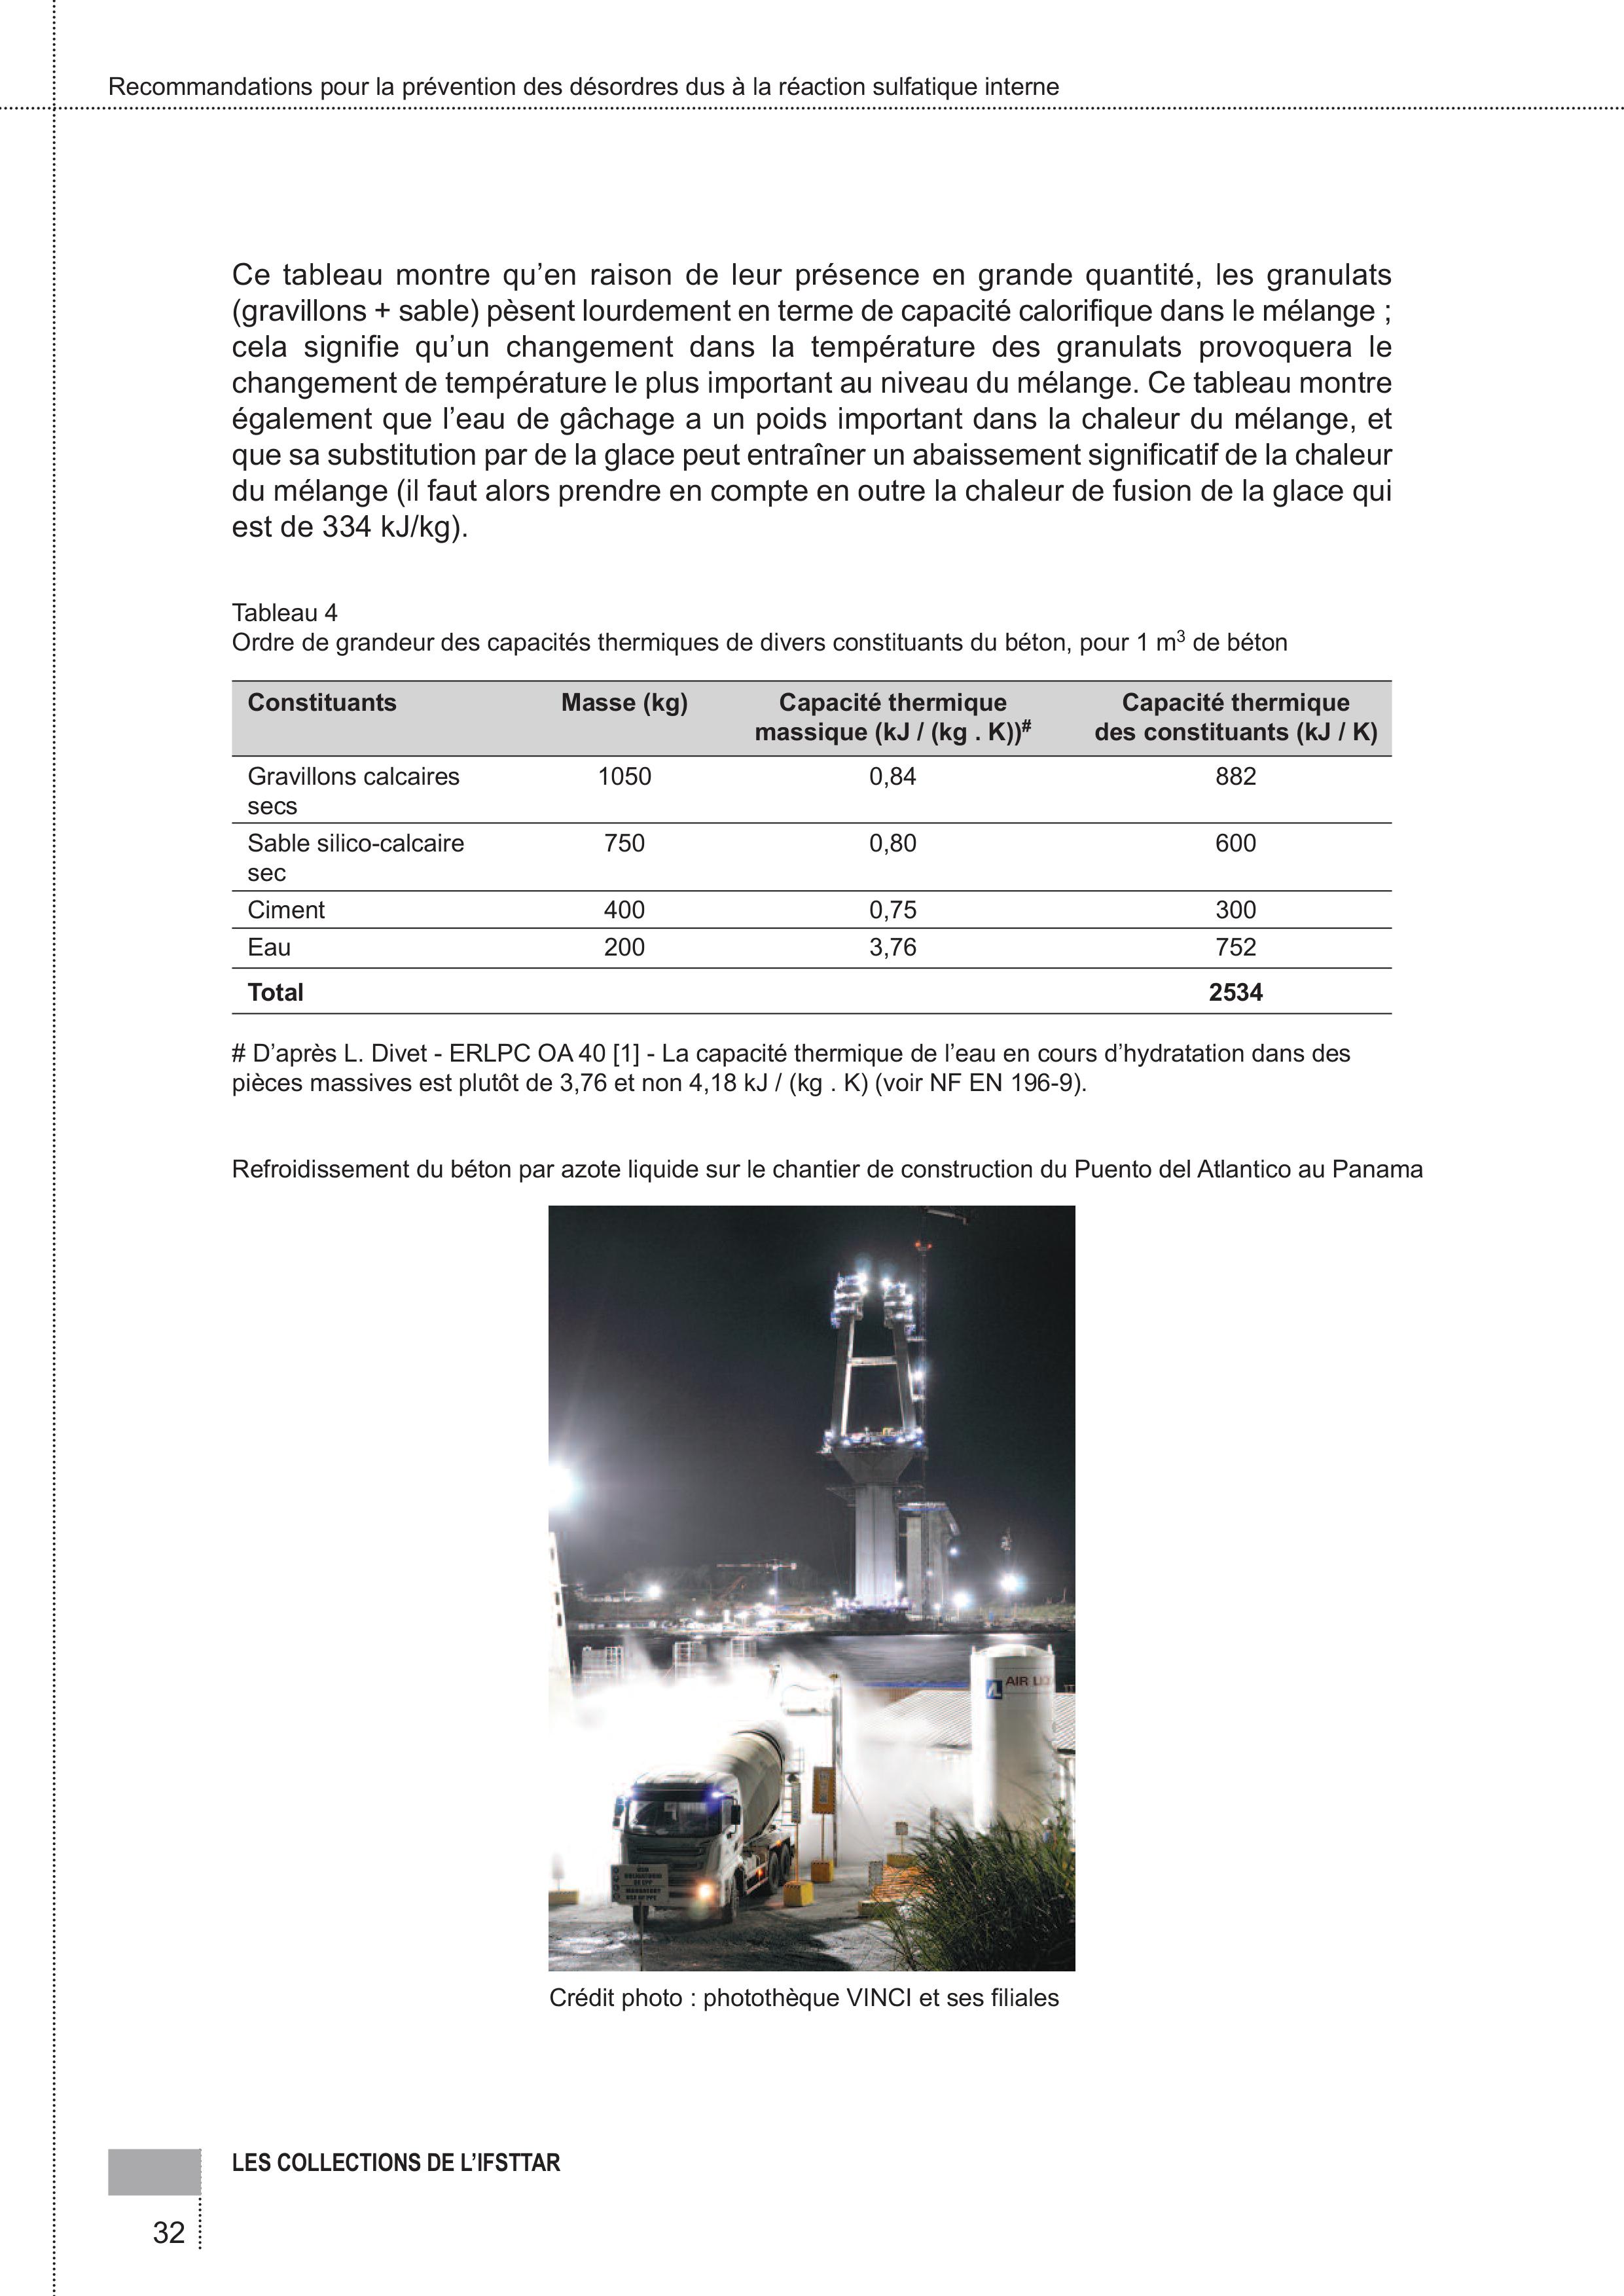 Recommandations pour la prévention des désordres dus à la réaction sulfatique interne
Ce tableau montre qu’en raison de leur présence en grande quantité, les granulats
(gravillons + sable) pèsent lourdement en terme de capacité calorifique dans le mélange ;
cela signifie qu’un changement dans la température des granulats provoquera le
changement de température le plus important au niveau du mélange. Ce tableau montre
également que l’eau de gâchage a un poids important dans la chaleur du mélange, et
que sa substitution par de la glace peut entraîner un abaissement significatif de la chaleur
du mélange (il faut alors prendre en compte en outre la chaleur de fusion de la glace qui
est de 334 kJ/kg).
Tableau 4
Ordre de grandeur des capacités thermiques de divers constituants du béton, pour 1 m³ de béton
Constituants Masse (kg) Capacité thermique massique (kJ / (kg . K))# Capacité thermique des constituants (kJ / K)
Gravillons calcaires secs 1050 0,84 882
Sable silico-calcaire sec 750 0,80 600
Ciment 400 0,75 300
Eau 200 3,76 752
Total 2534
# D’après L. Divet - ERLPC OA 40 [1] - La capacité thermique de l’eau en cours d’hydratation dans des
pièces massives est plutôt de 3,76 et non 4,18 kJ / (kg . K) (voir NF EN 196-9).
Refroidissement du béton par azote liquide sur le chantier de construction du Puento del Atlantico au Panama
AIR LIQ
Crédit photo : photothèque VINCI et ses filiales
LES COLLECTIONS DE L’IFSTTAR
32